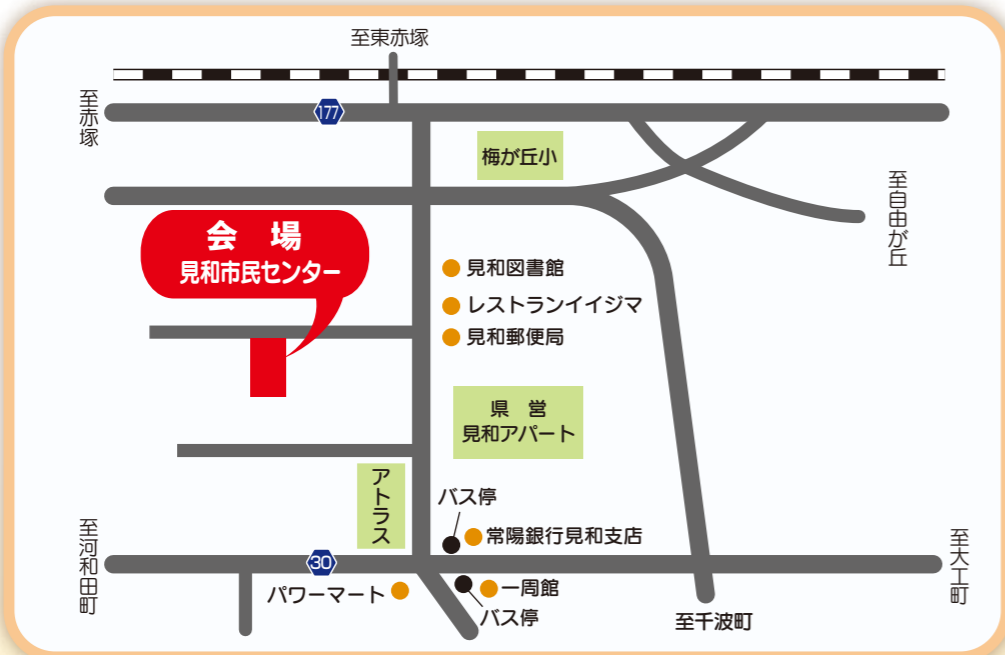 至東赤塚
至赤塚
177
梅が丘小
至自由が丘
会 場
見和市民センター
見和図書館
レストランイイジマ
見和郵便局
県 営
見和アパート
アトラス
バス停
常陽銀行見和支店
至河和田町
30
至大工町
パワーマート
一周館
バス停
至千波町